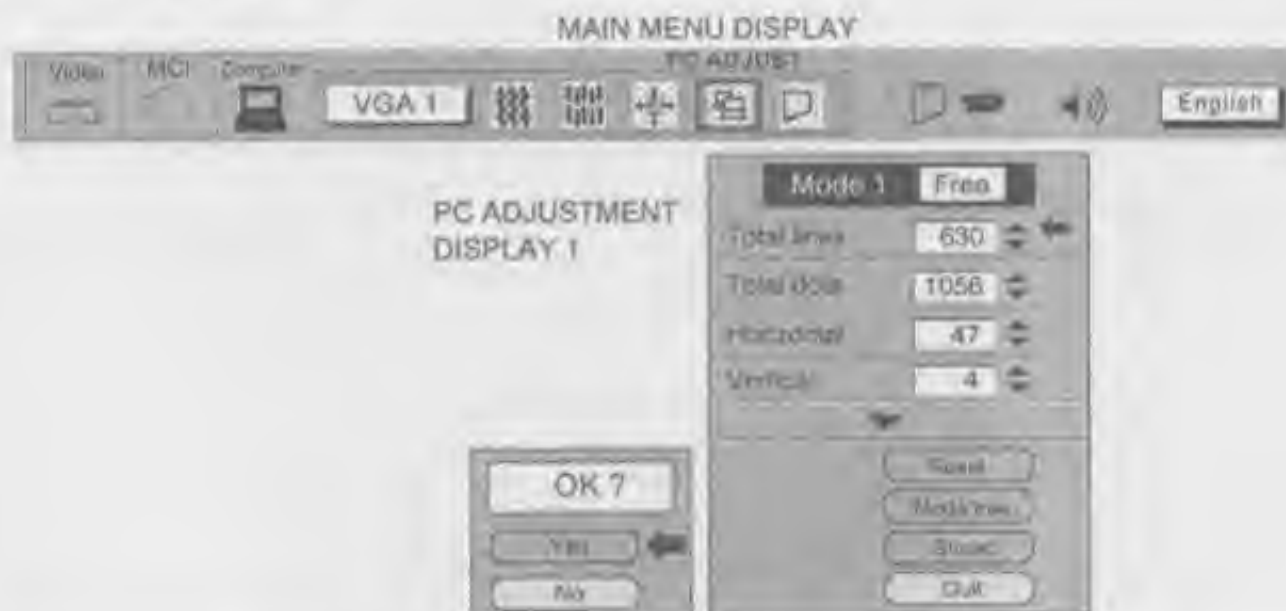 MAIN MENU DISPLAY
PC ADJUST
Video MCI Computer
VGA 1
English
PC ADJUSTMENT
DISPLAY 1
Mode 1 Free
Total lines 630
Total dots 1056
Horizontal 47
Vertical 4
Reset
Mode free
Store
Quit
OK ?
Yes
No